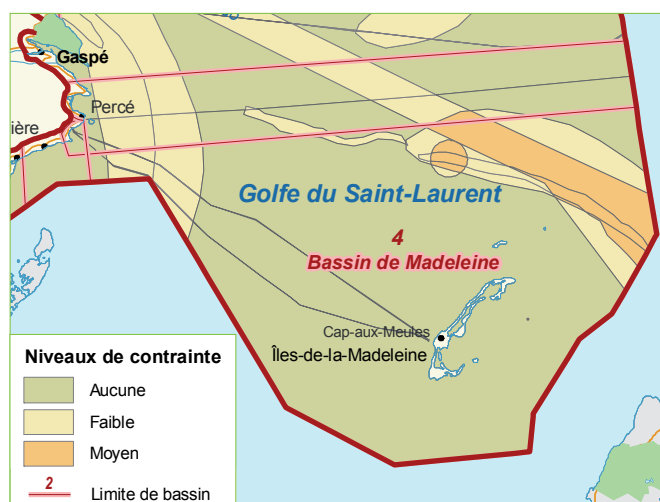 Gaspé
Percé
ière
Golfe du Saint-Laurent
4
Bassin de Madeleine
Cap-aux-Meules
Îles-de-la-Madeleine
Niveaux de contrainte
Aucune
Faible
Moyen
2
Limite de bassin